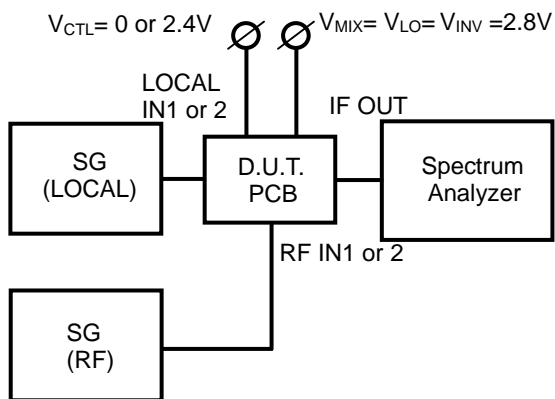 VCTL= 0 or 2.4V
VMIX= VLO= VINV =2.8V
LOCAL
IN1 or 2
IF OUT
SG
(LOCAL)
D.U.T.
PCB
Spectrum
Analyzer
RF IN1 or 2
SG
(RF)